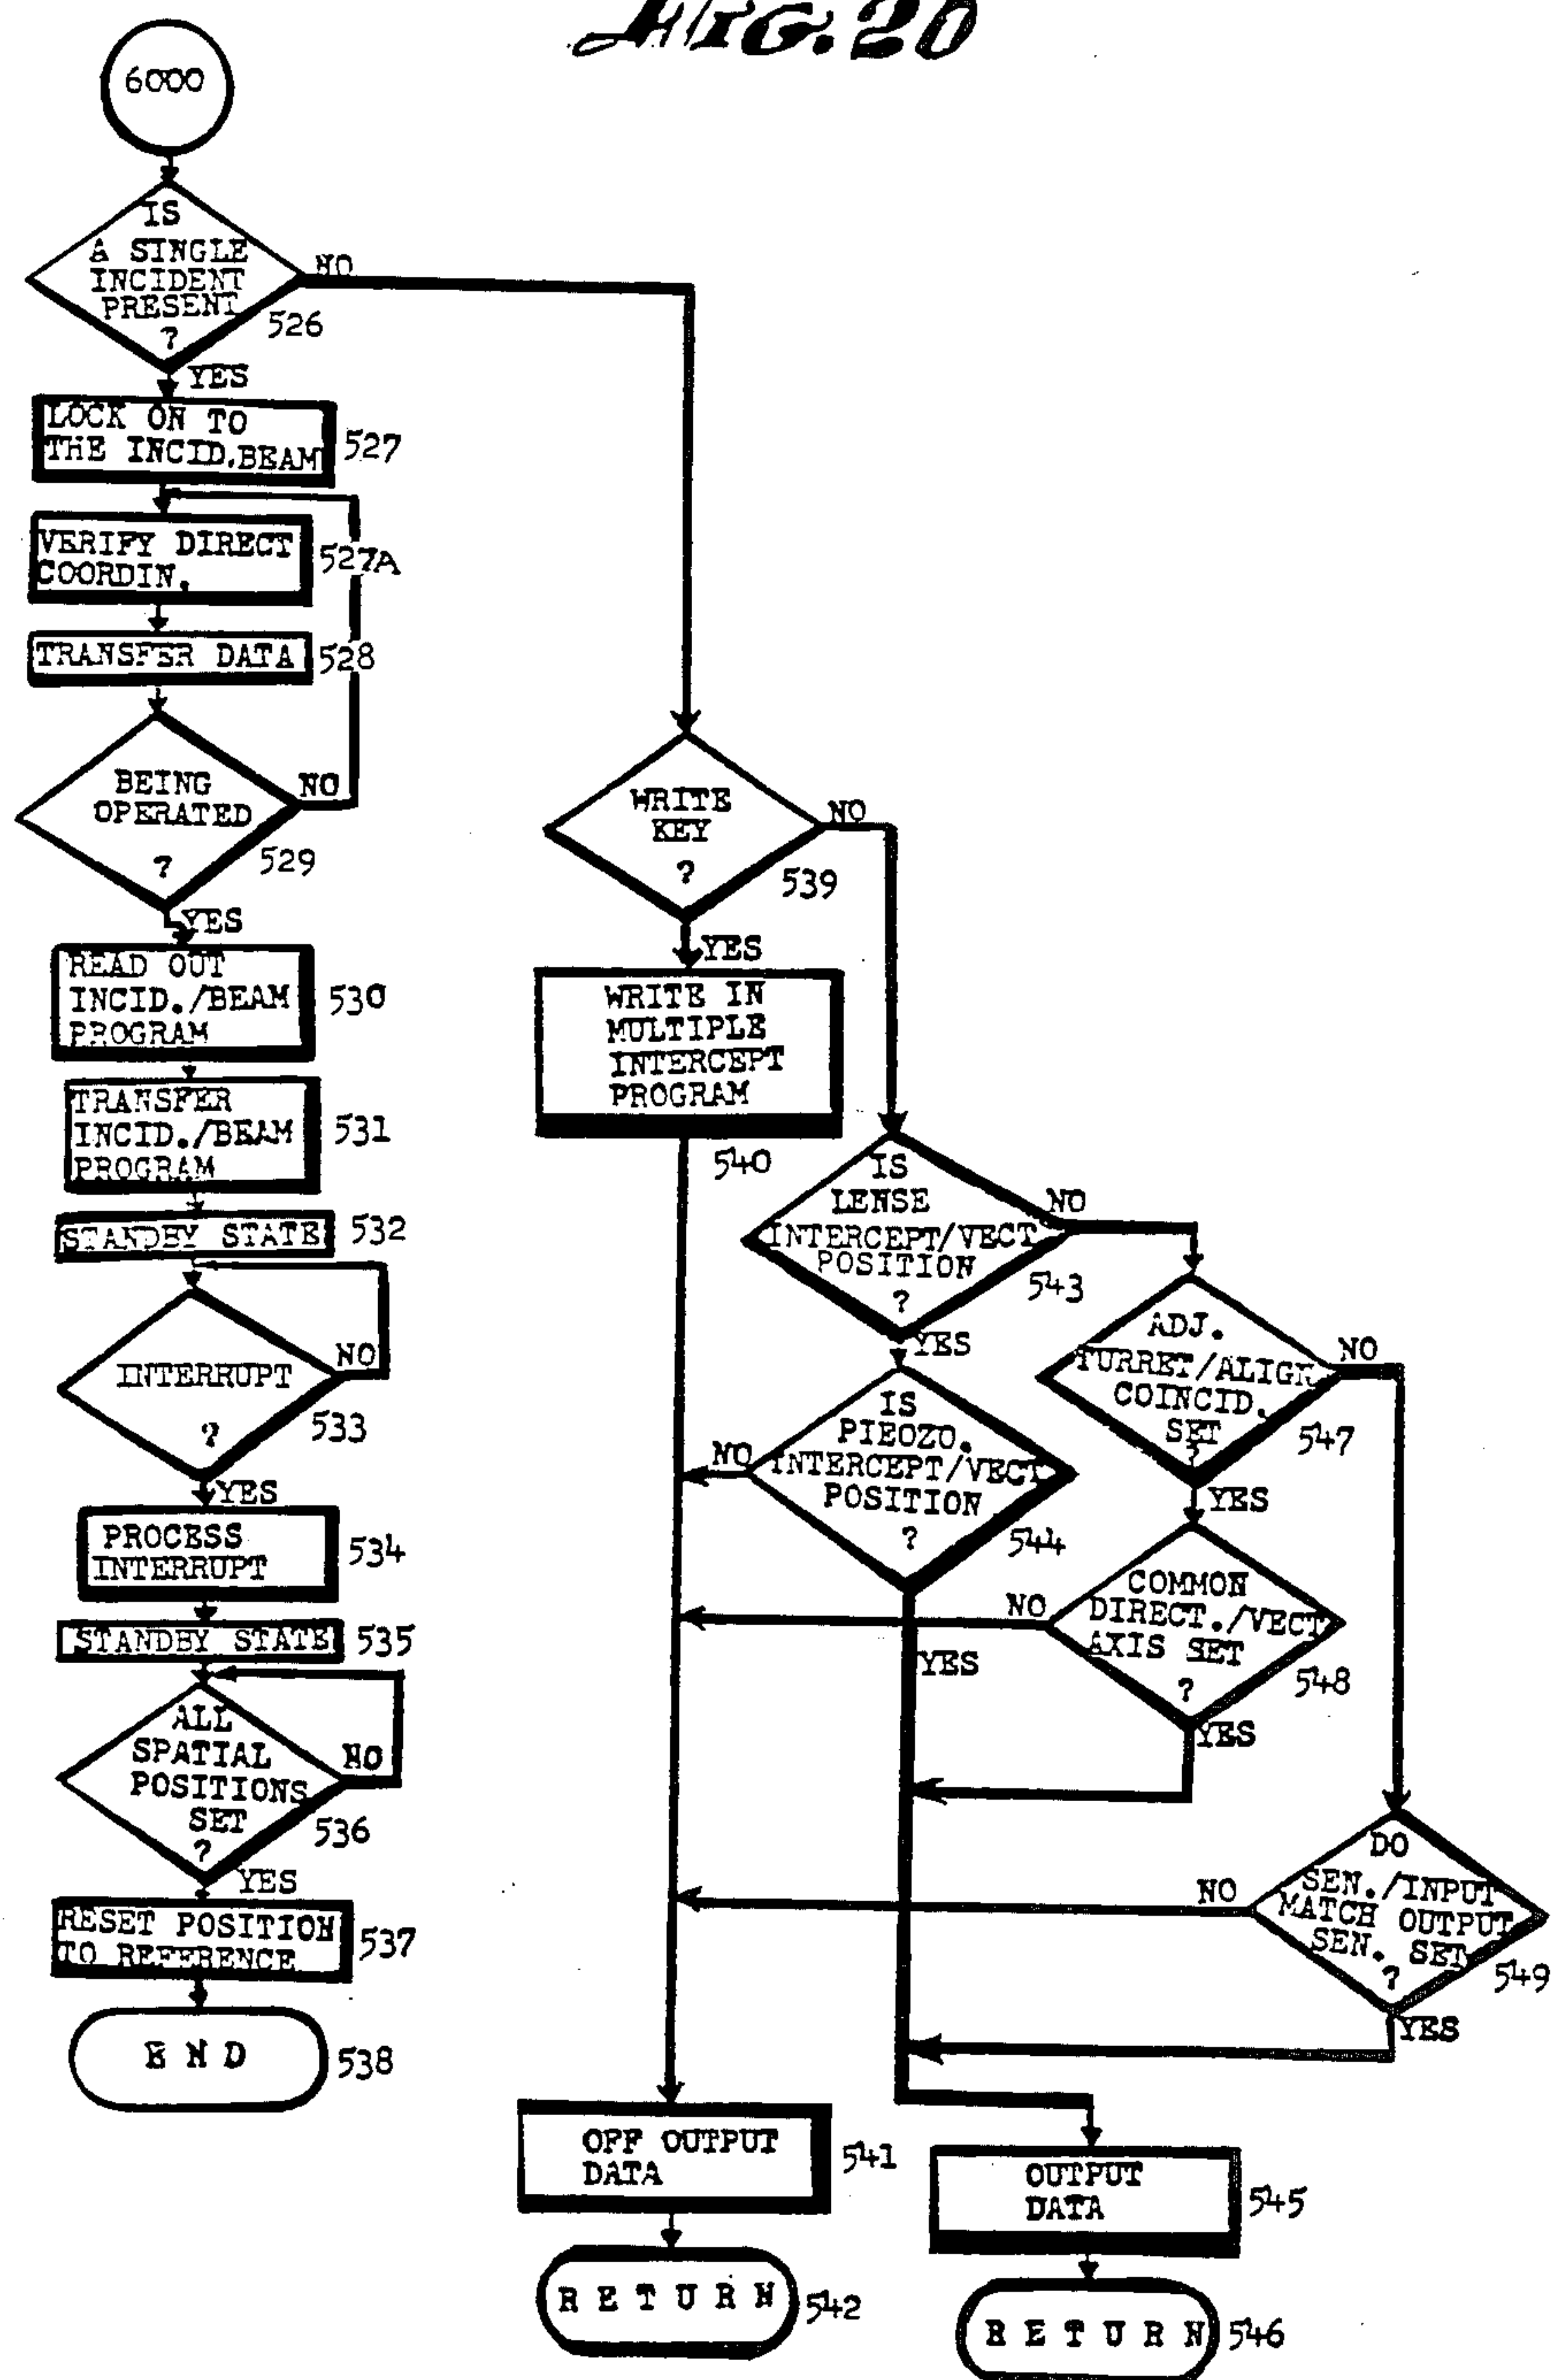 FIG. 20
6000
IS
A SINGLE
INCIDENT
PRESENT
?
526
NO
YES
LOCK ON TO
THE INCID.BEAM
527
VERIFY DIRECT
COORDIN.
527A
TRANSFER DATA
528
BEING
OPERATED
?
529
NO
YES
READ OUT
INCID./BEAM
PROGRAM
530
TRANSFER
INCID./BEAM
PROGRAM
531
STANDBY STATE
532
INTERRUPT
?
533
NO
YES
PROCESS
INTERRUPT
534
STANDBY STATE
535
ALL
SPATIAL
POSITIONS
SET
?
536
NO
YES
RESET POSITION
TO REFERENCE
537
END
538
WRITE
KEY
?
539
NO
YES
WRITE IN
MULTIPLE
INTERCEPT
PROGRAM
540
IS
LENSE
INTERCEPT/VECT
POSITION
?
543
NO
YES
IS
PIEOZO.
INTERCEPT/VECT
POSITION
?
544
NO
YES
ADJ.
TURRET/ALIGN
COINCID.
SET
?
547
NO
YES
COMMON
DIRECT./VECT
AXIS SET
?
548
NO
YES
DO
SEN./INPUT
MATCH OUTPUT
SEN. SET
?
549
NO
YES
OFF OUTPUT
DATA
541
RETURN
542
OUTPUT
DATA
545
RETURN
546